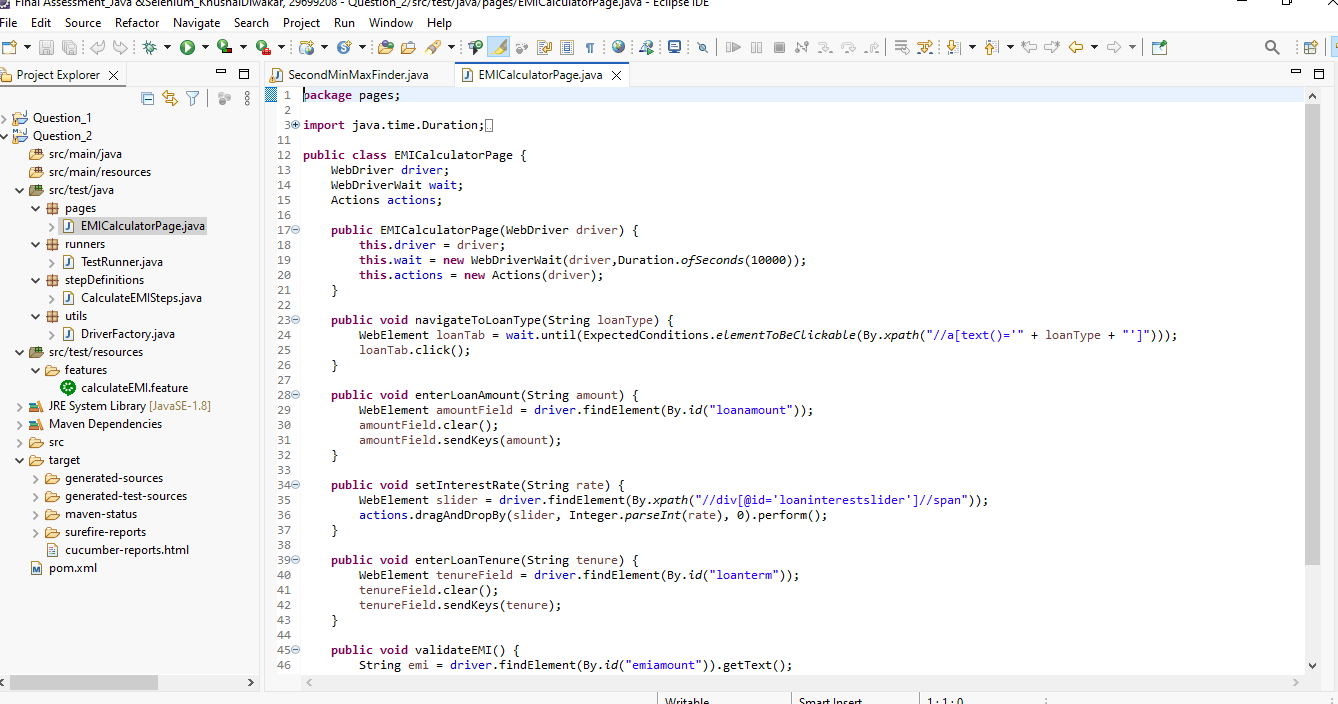 Final Assessment_Java &Selenium_KhushalDiwakar, 29699208 - Question_2/src/test/java/pages/EMICalculatorPage.java - Eclipse IDE
File Edit Source Refactor Navigate Search Project Run Window Help
Project Explorer
Question_1
Question_2
src/main/java
src/main/resources
src/test/java
pages
EMICalculatorPage.java
runners
TestRunner.java
stepDefinitions
CalculateEMISteps.java
utils
DriverFactory.java
src/test/resources
features
calculateEMI.feature
JRE System Library [JavaSE-1.8]
Maven Dependencies
src
target
generated-sources
generated-test-sources
maven-status
surefire-reports
cucumber-reports.html
pom.xml
SecondMinMaxFinder.java EMICalculatorPage.java
1 package pages;
2
3 import java.time.Duration;
11
12 public class EMICalculatorPage {
13 WebDriver driver;
14 WebDriverWait wait;
15 Actions actions;
16
17 public EMICalculatorPage(WebDriver driver) {
18 this.driver = driver;
19 this.wait = new WebDriverWait(driver,Duration.ofSeconds(10000));
20 this.actions = new Actions(driver);
21 }
22
23 public void navigateToLoanType(String loanType) {
24 WebElement loanTab = wait.until(ExpectedConditions.elementToBeClickable(By.xpath("//a[text()='" + loanType + "']")));
25 loanTab.click();
26 }
27
28 public void enterLoanAmount(String amount) {
29 WebElement amountField = driver.findElement(By.id("loanamount"));
30 amountField.clear();
31 amountField.sendKeys(amount);
32 }
33
34 public void setInterestRate(String rate) {
35 WebElement slider = driver.findElement(By.xpath("//div[@id='loaninterestslider']//span"));
36 actions.dragAndDropBy(slider, Integer.parseInt(rate), 0).perform();
37 }
38
39 public void enterLoanTenure(String tenure) {
40 WebElement tenureField = driver.findElement(By.id("loanterm"));
41 tenureField.clear();
42 tenureField.sendKeys(tenure);
43 }
44
45 public void validateEMI() {
46 String emi = driver.findElement(By.id("emiamount")).getText();
Writable Smart Insert 1 : 1 : 0